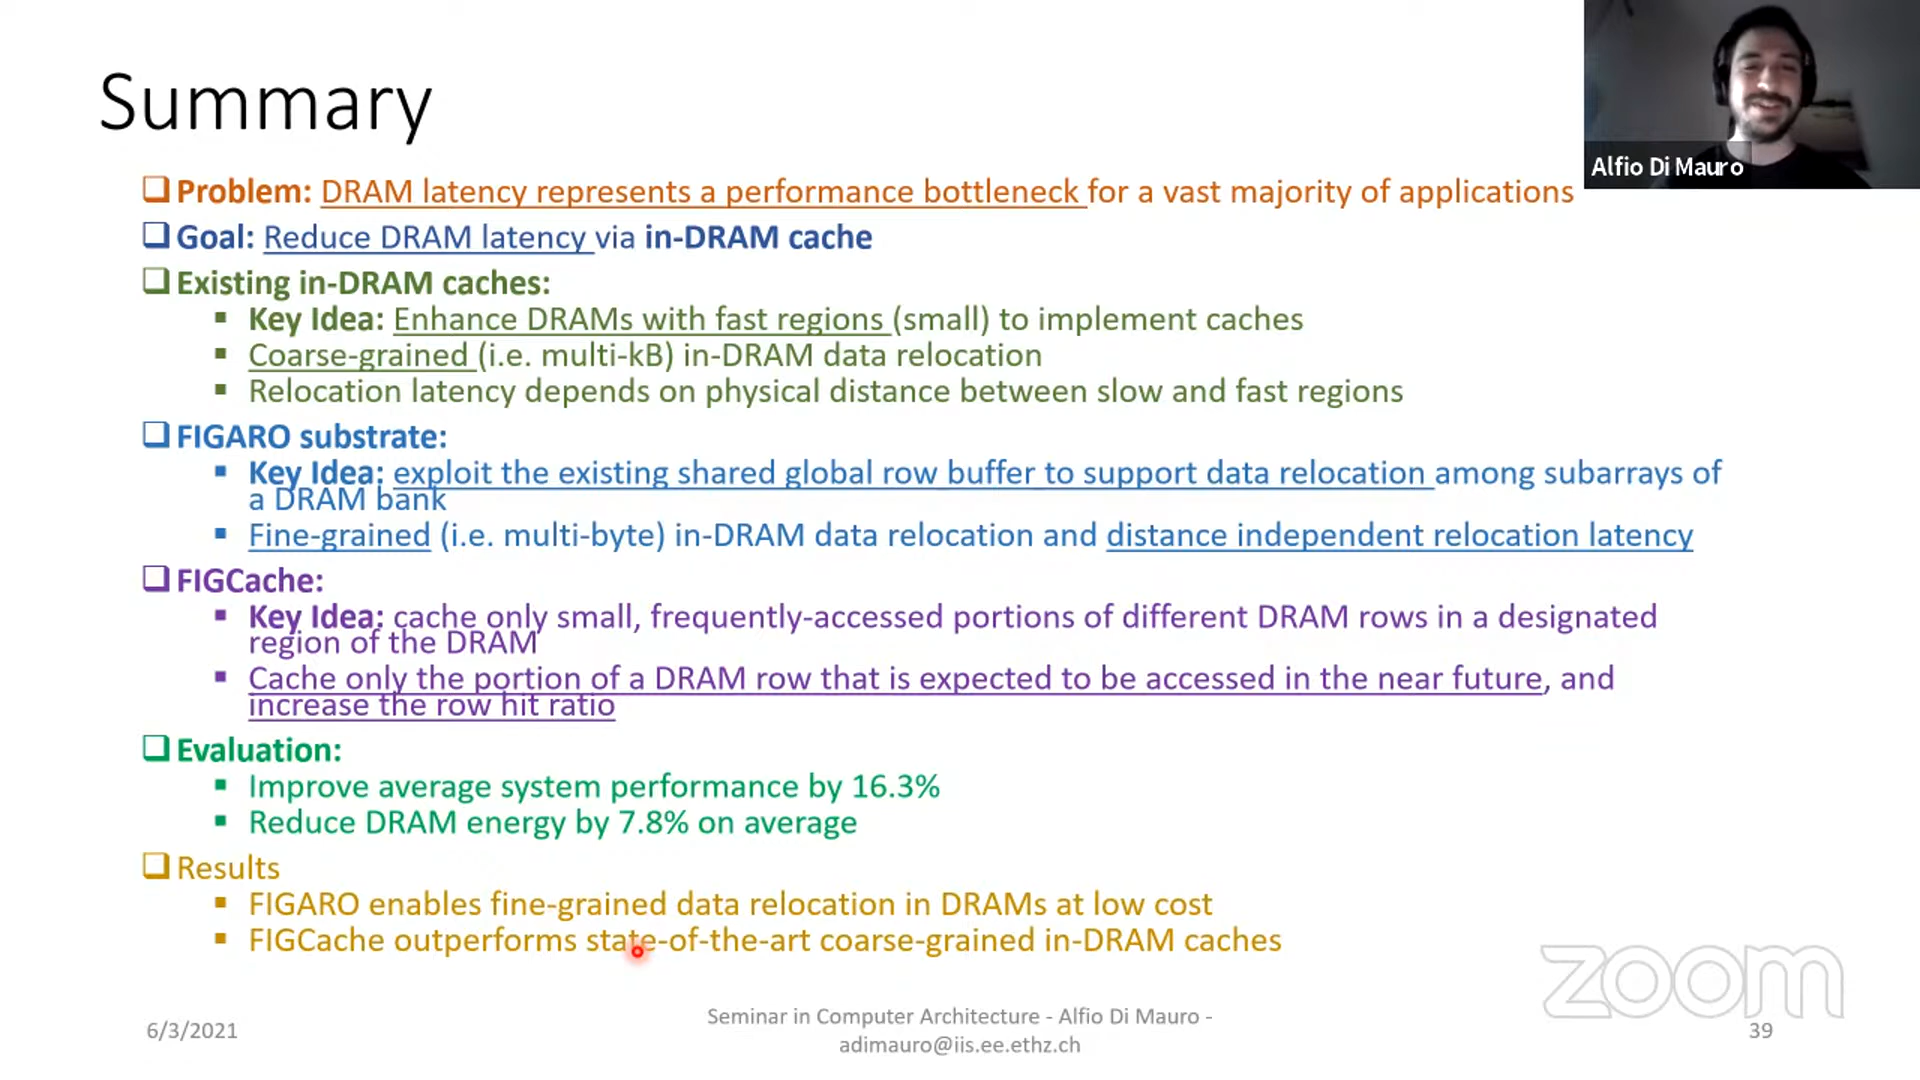 Summary
Alfio Di Mauro
Problem: DRAM latency represents a performance bottleneck for a vast majority of applications
Goal: Reduce DRAM latency via in-DRAM cache
Existing in-DRAM caches:
Key Idea: Enhance DRAMs with fast regions (small) to implement caches
Coarse-grained (i.e. multi-kB) in-DRAM data relocation
Relocation latency depends on physical distance between slow and fast regions
FIGARO substrate:
Key Idea: exploit the existing shared global row buffer to support data relocation among subarrays of
a DRAM bank
Fine-grained (i.e. multi-byte) in-DRAM data relocation and distance independent relocation latency
FIGCache:
Key Idea: cache only small, frequently-accessed portions of different DRAM rows in a designated
region of the DRAM
Cache only the portion of a DRAM row that is expected to be accessed in the near future, and
increase the row hit ratio
Evaluation:
Improve average system performance by 16.3%
Reduce DRAM energy by 7.8% on average
Results
FIGARO enables fine-grained data relocation in DRAMs at low cost
FIGCache outperforms state-of-the-art coarse-grained in-DRAM caches
zoom
6/3/2021
Seminar in Computer Architecture - Alfio Di Mauro -
adimauro@iis.ee.ethz.ch
39